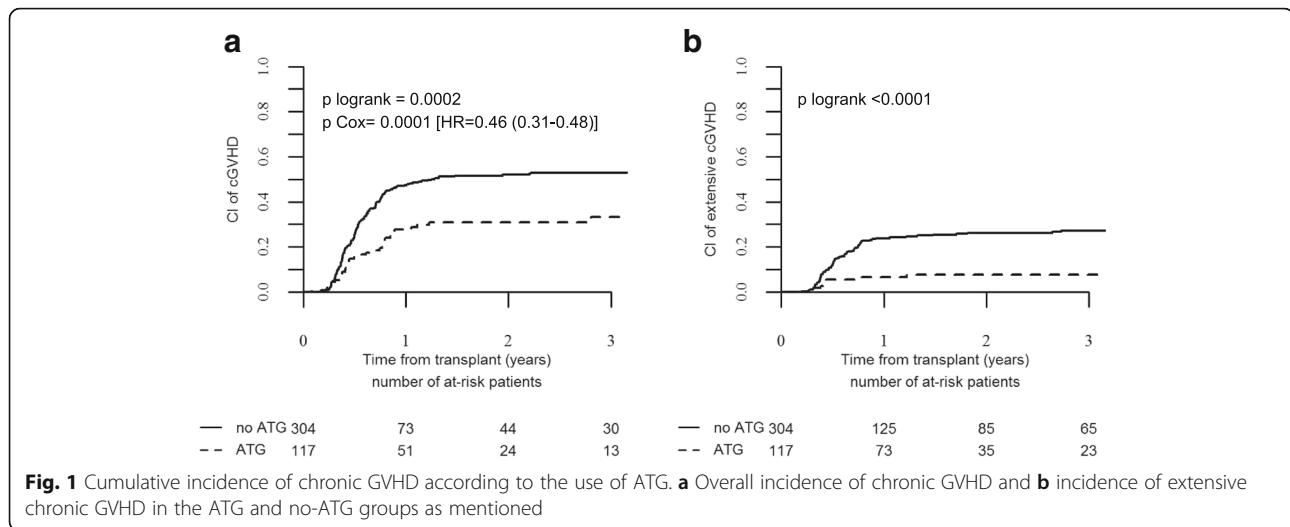 a
CI of cGVHD
1.0
0.8
0.6
0.4
0.2
0.0
p logrank = 0.0002
p Cox= 0.0001 [HR=0.46 (0.31-0.48)]
0 1 2 3
Time from transplant (years)
number of at-risk patients
no ATG 304 73 44 30
ATG 117 51 24 13
b
CI of extensive cGVHD
1.0
0.8
0.6
0.4
0.2
0.0
p logrank <0.0001
0 1 2 3
Time from transplant (years)
number of at-risk patients
no ATG 304 125 85 65
ATG 117 73 35 23
Fig. 1 Cumulative incidence of chronic GVHD according to the use of ATG. a Overall incidence of chronic GVHD and b incidence of extensive
chronic GVHD in the ATG and no-ATG groups as mentioned